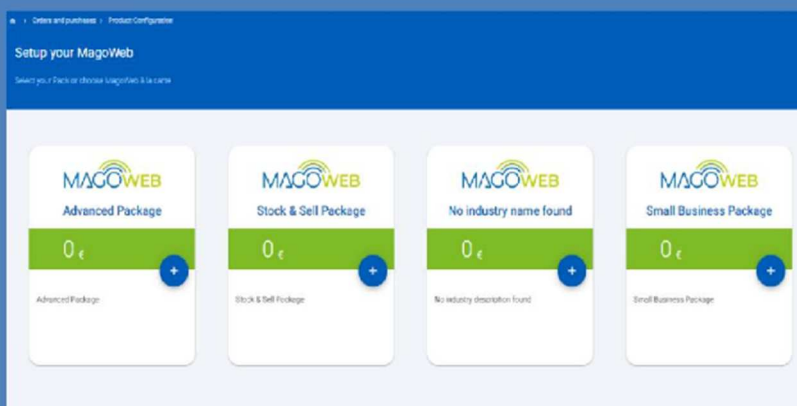 Orders and purchases > Product Configuration
Setup your MagoWeb
Select your Pack or choose MagoWeb à la carte
MAGOWEB
Advanced Package
0 €
+
Advanced Package
MAGOWEB
Stock & Sell Package
0 €
+
Stock & Sell Package
MAGOWEB
No industry name found
0 €
+
No industry description found
MAGOWEB
Small Business Package
0 €
+
Small Business Package